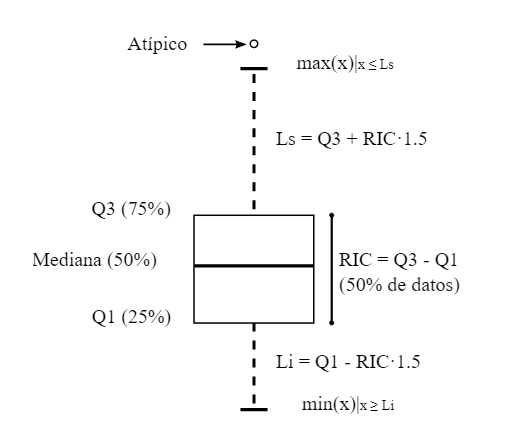 Atípico
max(x)|x ≤ Ls
Ls = Q3 + RIC·1.5
Q3 (75%)
Mediana (50%)
RIC = Q3 - Q1
(50% de datos)
Q1 (25%)
Li = Q1 - RIC·1.5
min(x)|x ≥ Li